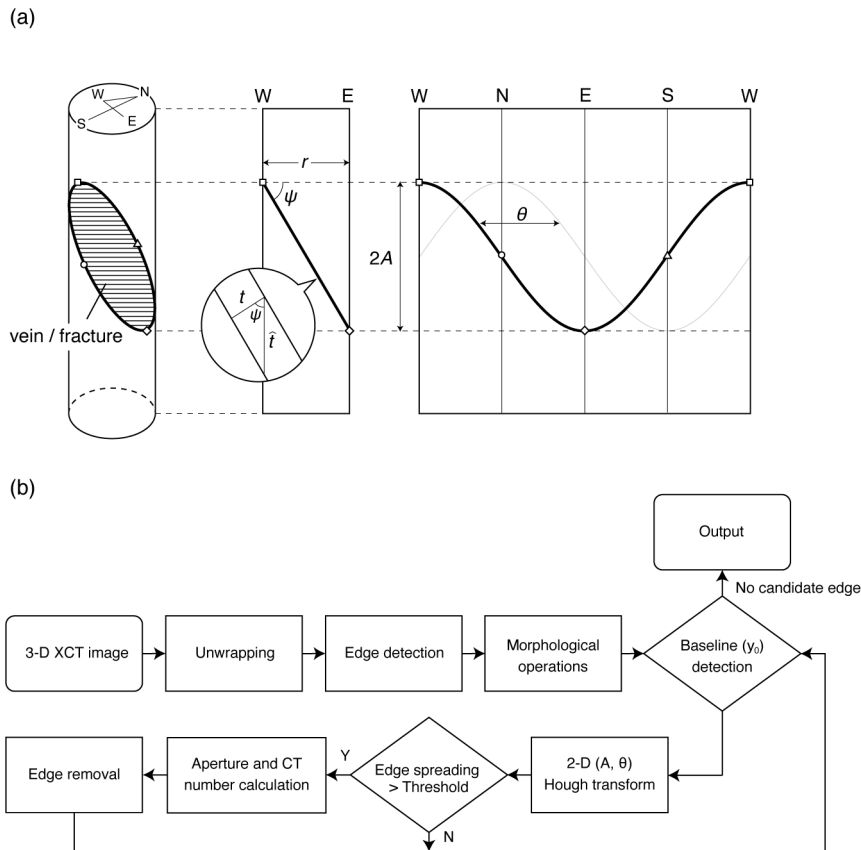 (a)
W N
S E
W E
W N E S W
r
ψ
θ
2A
t
ψ
t̂
vein / fracture
(b)
Output
No candidate edge
3-D XCT image
Unwrapping
Edge detection
Morphological
operations
Baseline (y₀)
detection
Edge removal
Aperture and CT
number calculation
Y
Edge spreading
> Threshold
2-D (A, θ)
Hough transform
N